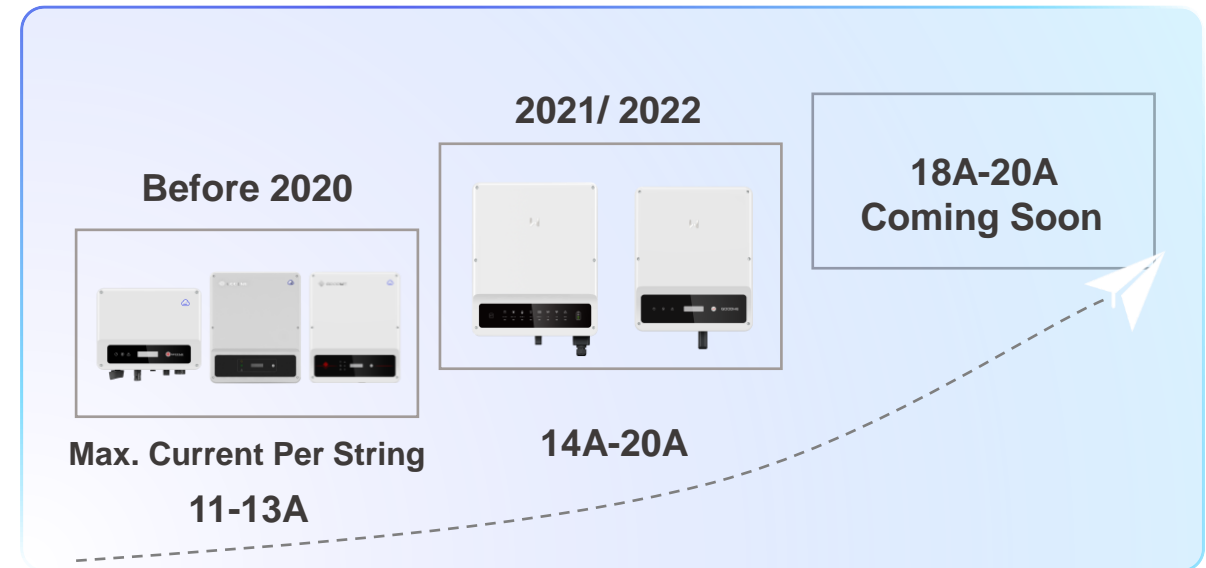 Before 2020
Max. Current Per String
11-13A
2021/ 2022
14A-20A
18A-20A
Coming Soon